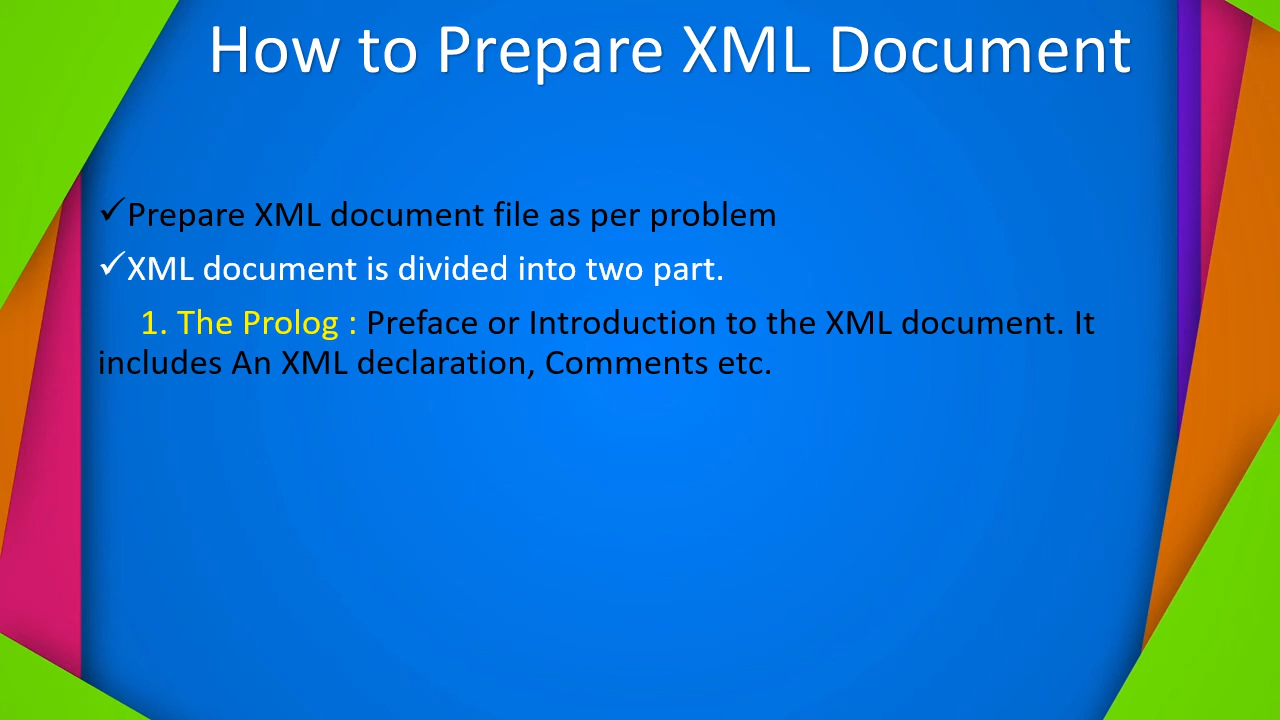 How to Prepare XML Document
✓Prepare XML document file as per problem
✓XML document is divided into two part.
1. The Prolog : Preface or Introduction to the XML document. It
includes An XML declaration, Comments etc.